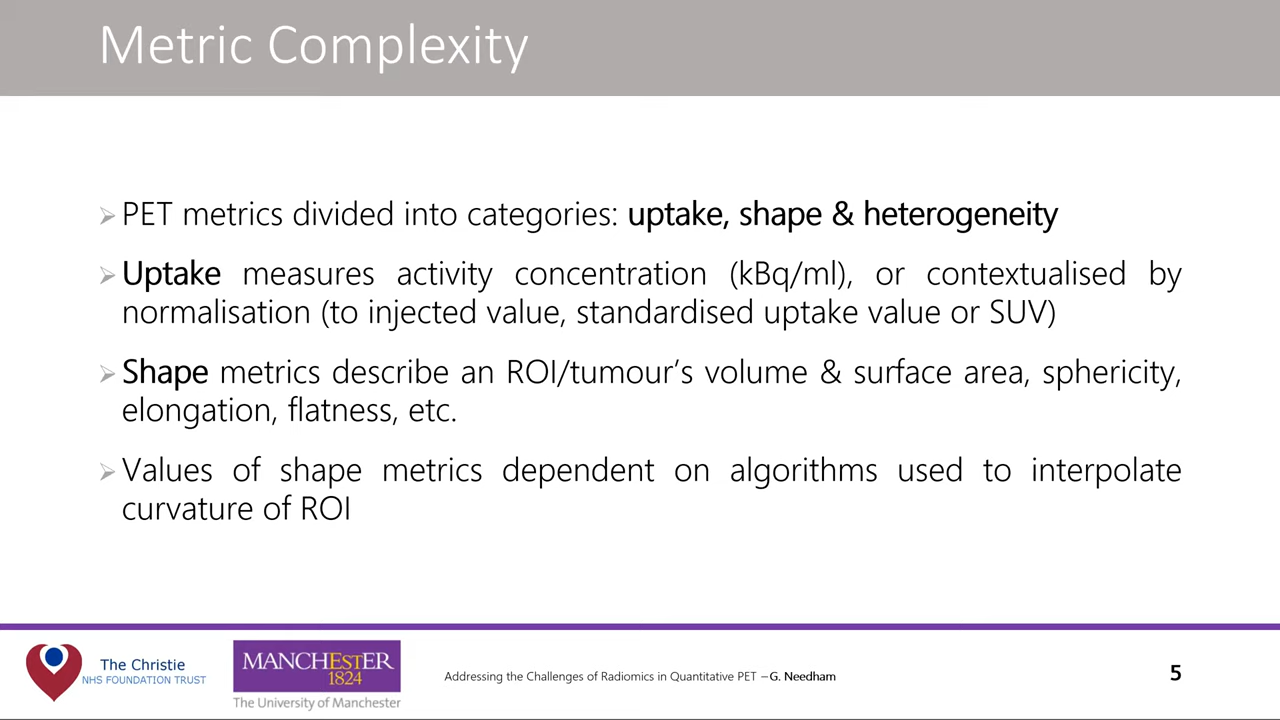 Metric Complexity
➢PET metrics divided into categories: uptake, shape & heterogeneity
➢Uptake measures activity concentration (kBq/ml), or contextualised by
normalisation (to injected value, standardised uptake value or SUV)
➢Shape metrics describe an ROI/tumour’s volume & surface area, sphericity,
elongation, flatness, etc.
➢Values of shape metrics dependent on algorithms used to interpolate
curvature of ROI
The Christie
NHS FOUNDATION TRUST
MANCHESTER
1824
The University of Manchester
Addressing the Challenges of Radiomics in Quantitative PET –G. Needham
5